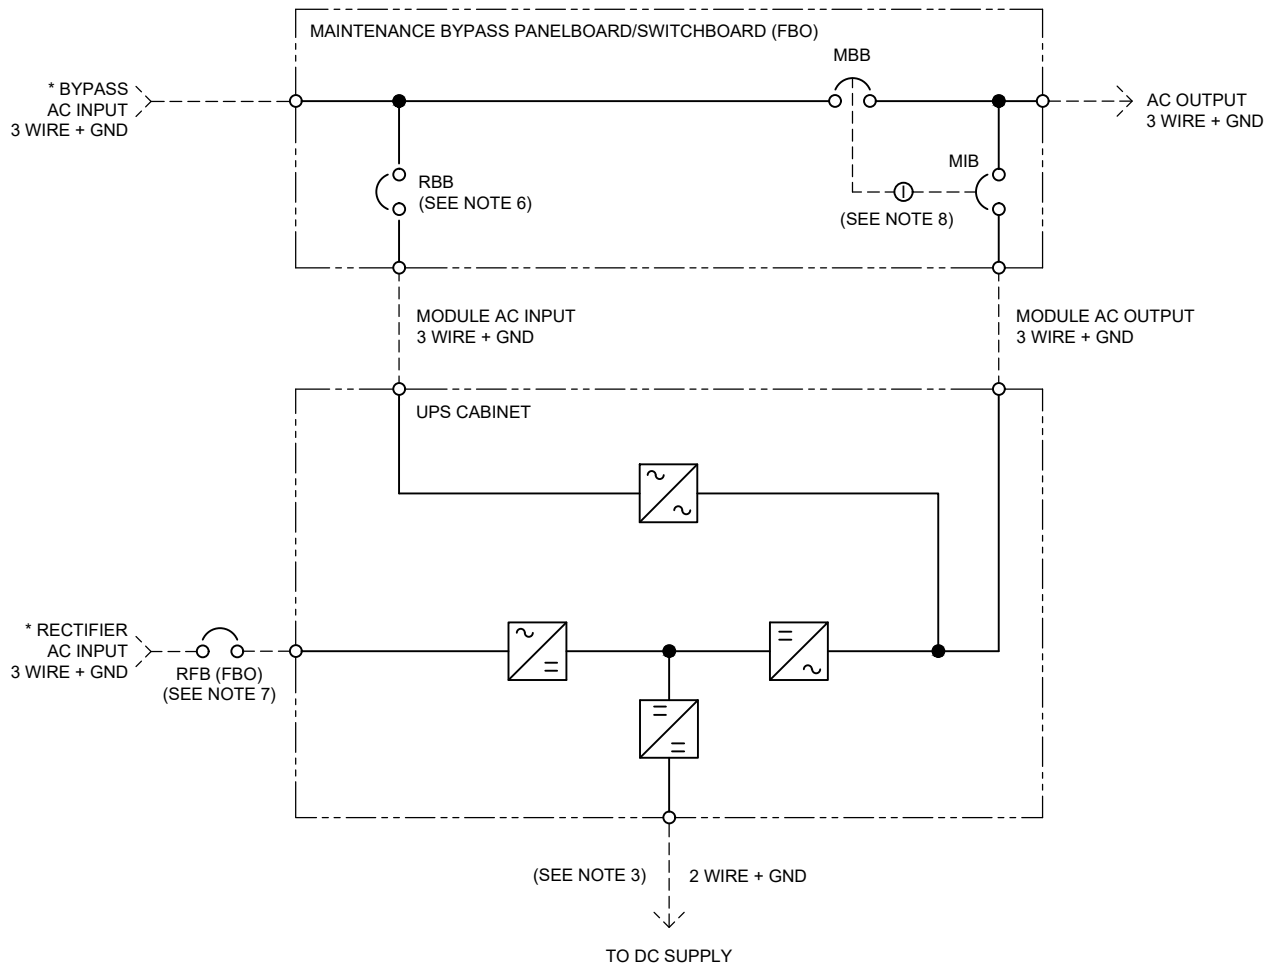 MAINTENANCE BYPASS PANELBOARD/SWITCHBOARD (FBO)
MBB
* BYPASS
AC INPUT
3 WIRE + GND
AC OUTPUT
3 WIRE + GND
MIB
RBB
(SEE NOTE 6)
(SEE NOTE 8)
MODULE AC INPUT
3 WIRE + GND
MODULE AC OUTPUT
3 WIRE + GND
UPS CABINET
* RECTIFIER
AC INPUT
3 WIRE + GND
RFB (FBO)
(SEE NOTE 7)
(SEE NOTE 3)
2 WIRE + GND
TO DC SUPPLY